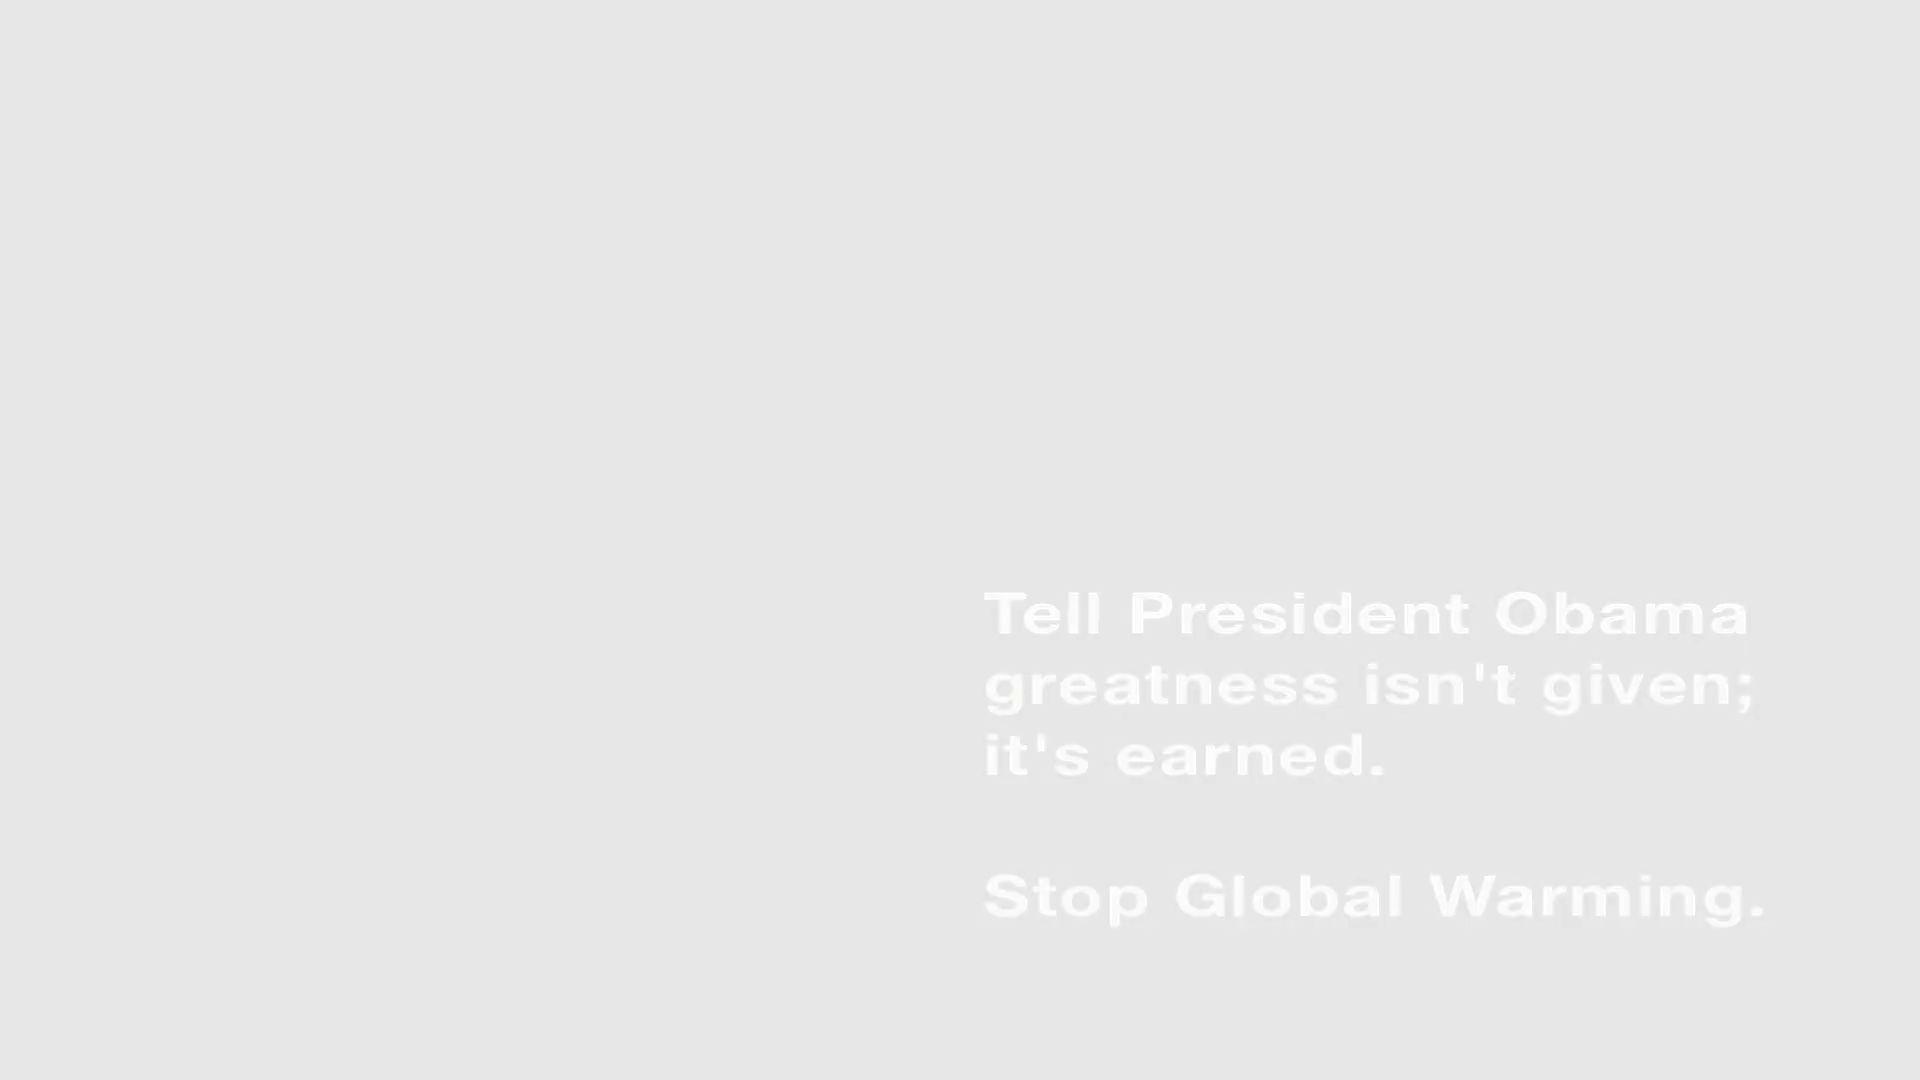 Tell President Obama
greatness isn't given;
it's earned.
Stop Global Warming.